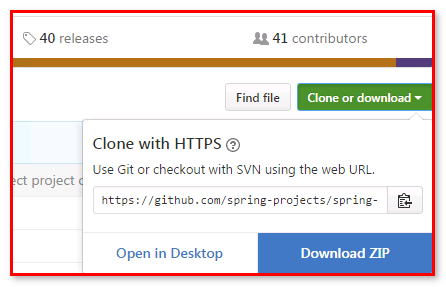 40 releases
41 contributors
Find file
Clone or download
Clone with HTTPS
Use Git or checkout with SVN using the web URL.
ect project
https://github.com/spring-projects/spring-
Open in Desktop
Download ZIP